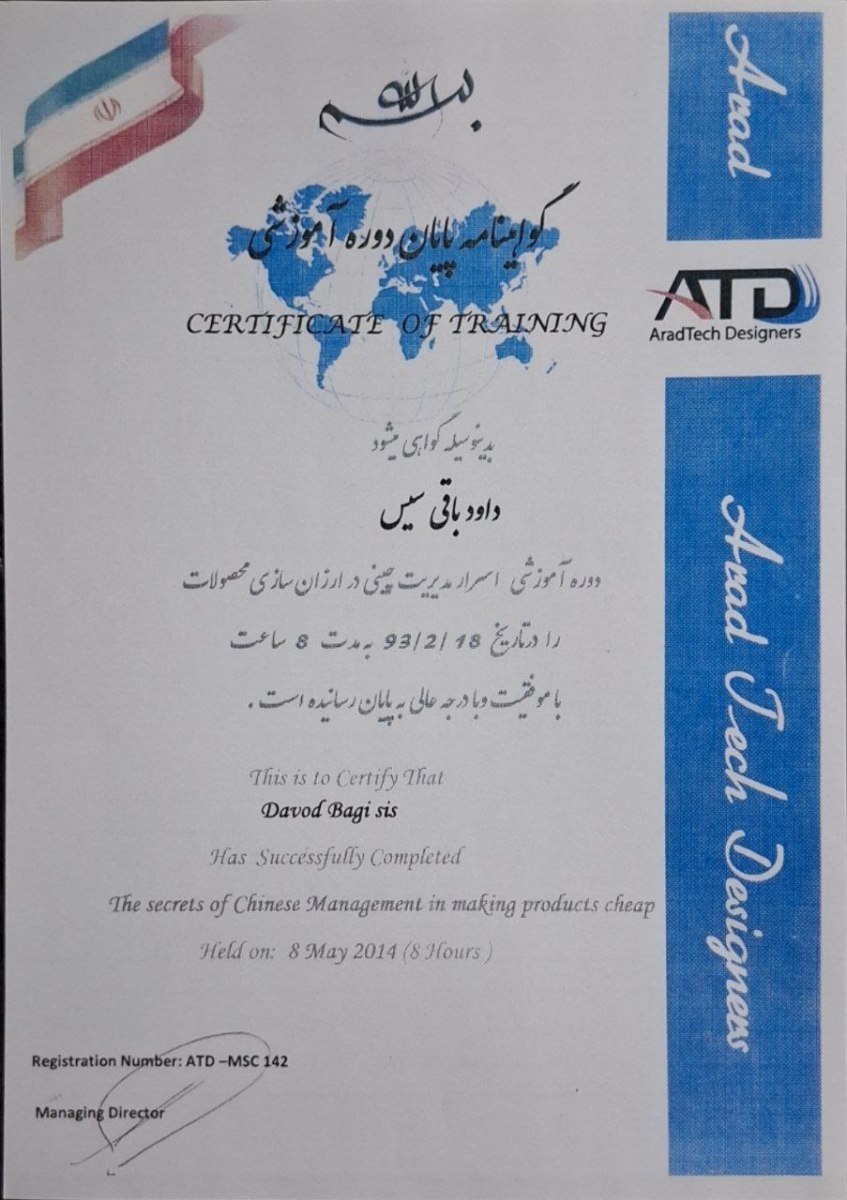 بسم الله
Arad
گواهینامه پایان دوره آموزشی
CERTIFICATE OF TRAINING
ATD
AradTech Designers
بدینوسیله گواهی میشود
داود باقی سیس
دوره آموزشی اسرار مدیریت چینی در ارزان سازی محصولات
را در تاریخ 93/2/18 به مدت 8 ساعت
با موفقیت و با درجه عالی به پایان رسانیده است .
Arad Tech Designers
This is to Certify That
Davod Bagi sis
Has Successfully Completed
The secrets of Chinese Management in making products cheap
Held on: 8 May 2014 (8 Hours )
Registration Number: ATD –MSC 142
Managing Director